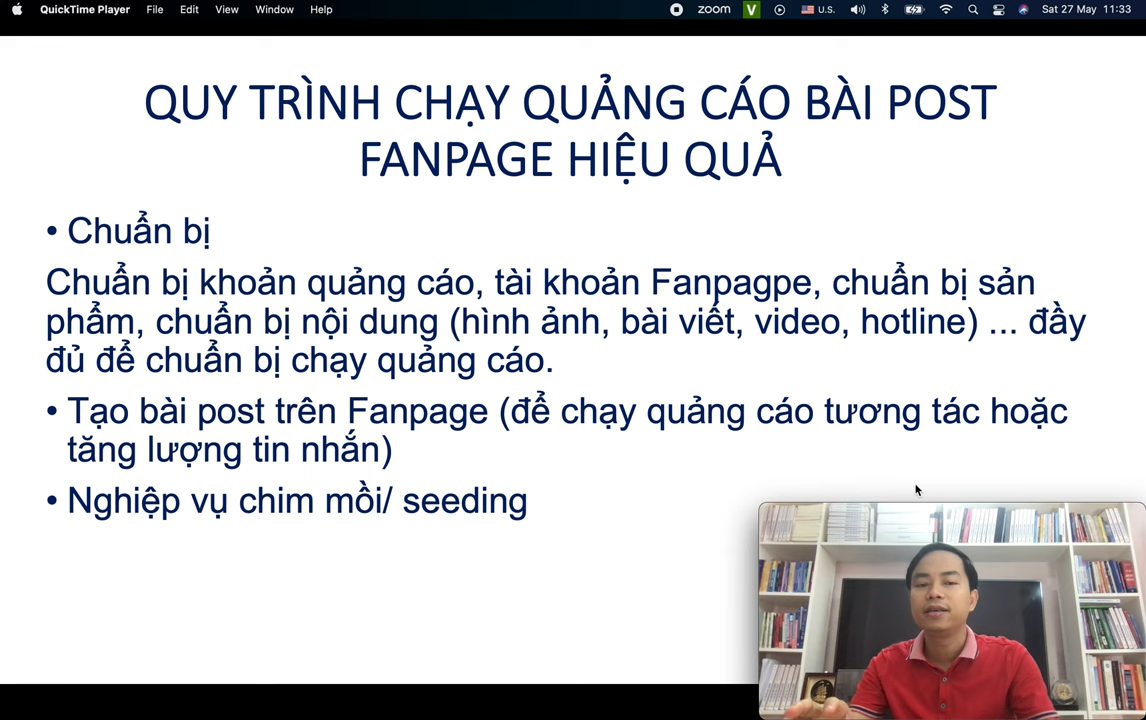 QuickTime Player File Edit View Window Help zoom V U.S. Sat 27 May 11:33
QUY TRÌNH CHẠY QUẢNG CÁO BÀI POST
FANPAGE HIỆU QUẢ
• Chuẩn bị
Chuẩn bị khoản quảng cáo, tài khoản Fanpagpe, chuẩn bị sản
phẩm, chuẩn bị nội dung (hình ảnh, bài viết, video, hotline) ... đầy
đủ để chuẩn bị chạy quảng cáo.
• Tạo bài post trên Fanpage (để chạy quảng cáo tương tác hoặc
tăng lượng tin nhắn)
• Nghiệp vụ chim mồi/ seeding